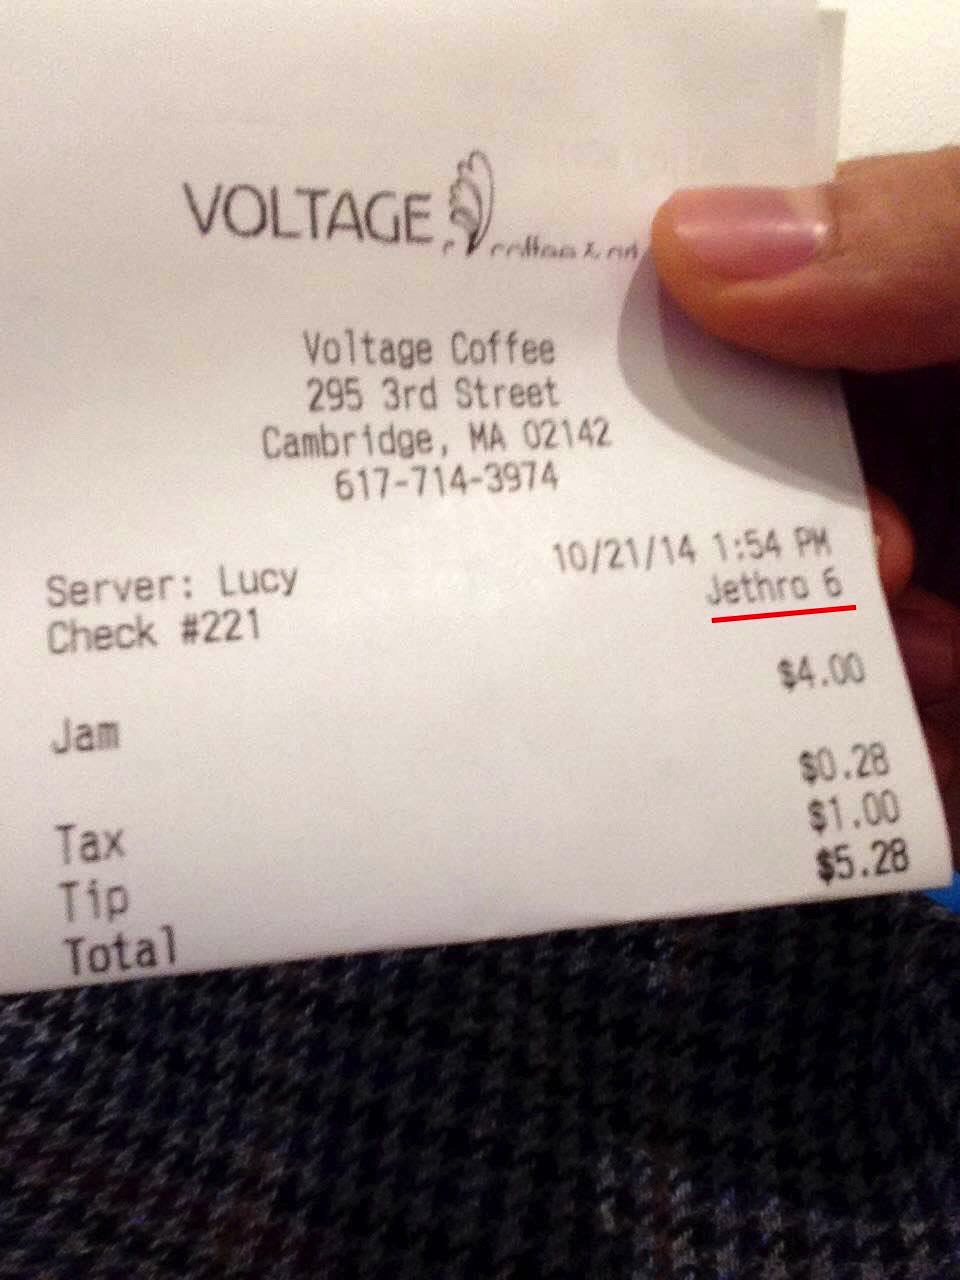 VOLTAGE
Voltage Coffee
295 3rd Street
Cambridge, MA 02142
617-714-3974
Server: Lucy 10/21/14 1:54 PM
Check #221 Jethro 6
Jam $4.00
Tax $0.28
Tip $1.00
Total $5.28